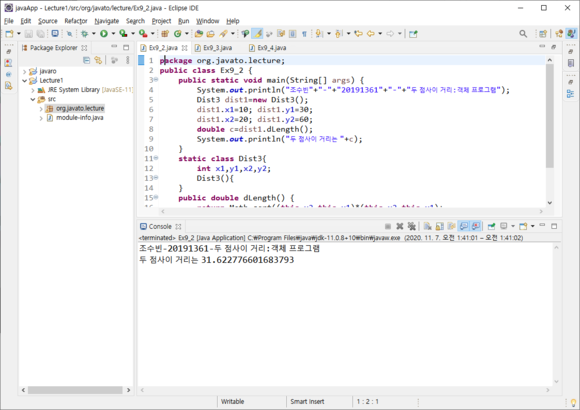 javaApp - Lecture1/src/org/javato/lecture/Ex9_2.java - Eclipse IDE
File Edit Source Refactor Navigate Search Project Run Window Help
Package Explorer
javaro
Lecture1
JRE System Library [JavaSE-11]
src
org.javato.lecture
module-info.java
Ex9_2.java Ex9_3.java Ex9_4.java
1 package org.javato.lecture;
2 public class Ex9_2 {
3 public static void main(String[] args) {
4 System.out.println("조수빈"+"-"+"20191361"+"-"+"두 점사이 거리:객체 프로그램");
5 Dist3 dist1=new Dist3();
6 dist1.x1=10; dist1.y1=30;
7 dist1.x2=20; dist1.y2=60;
8 double c=dist1.dLength();
9 System.out.println("두 점사이 거리는 "+c);
10 }
11 static class Dist3{
12 int x1,y1,x2,y2;
13 Dist3(){
14 }
15 public double dLength() {
Console
<terminated> Ex9_2 [Java Application] C:₩Program Files₩java₩jdk-11.0.8+10₩bin₩javaw.exe (2020. 11. 7. 오전 1:41:01 – 오전 1:41:02)
조수빈-20191361-두 점사이 거리:객체 프로그램
두 점사이 거리는 31.622776601683793
Writable Smart Insert 1 : 2 : 1